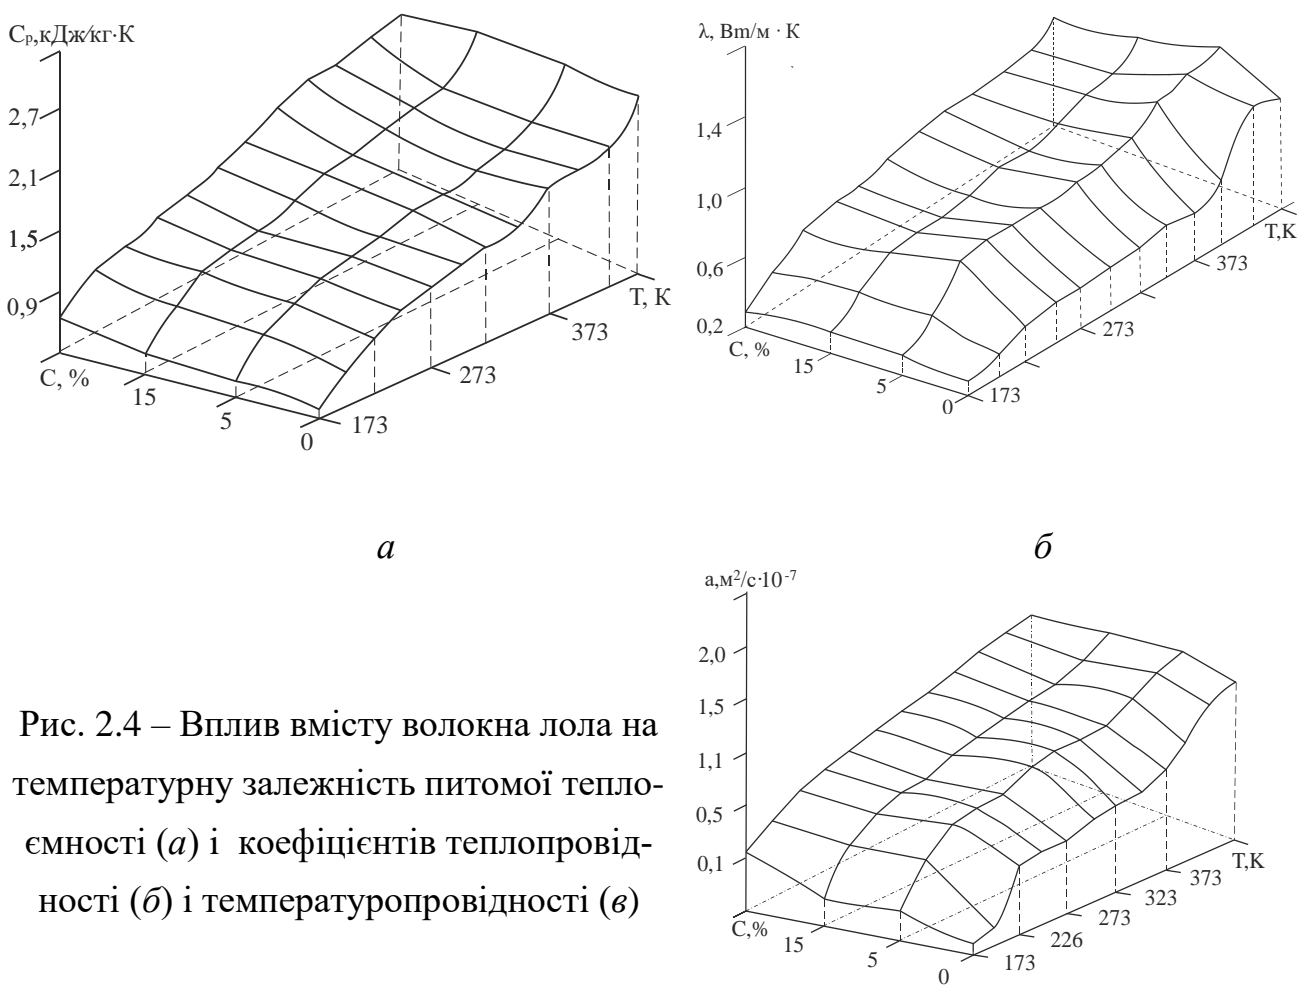 Cр,кДж/кг·К
2,7
2,1
1,5
0,9
С, %
15
5
0
173
273
373
Т, К
а
λ, Вm/м · К
1,4
1,0
0,6
0,2
С, %
15
5
0
173
273
373
Т,К
б
а,м²/с·10⁻⁷
2,0
1,5
1,1
0,5
0,1
С,%
15
5
0
173
226
273
323
373
Т,К
Рис. 2.4 – Вплив вмісту волокна лола на
температурну залежність питомої тепло-
ємності (а) і коефіцієнтів теплопровід-
ності (б) і температуропровідності (в)